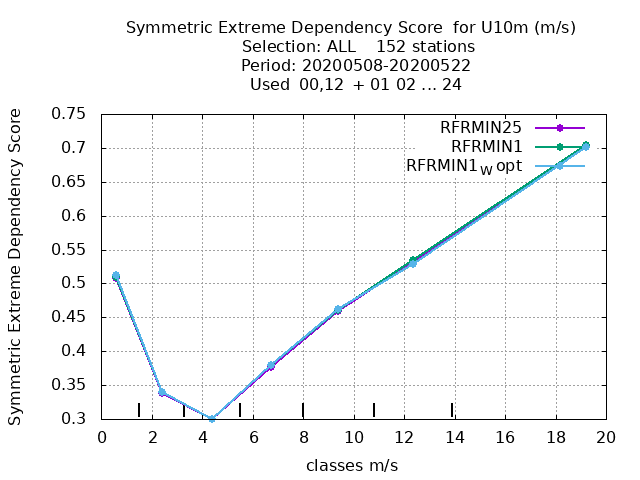 Symmetric Extreme Dependency Score  for U10m (m/s)
Selection: ALL    152 stations
Period: 20200508-20200522
Used  00,12  + 01 02 ... 24
Symmetric Extreme Dependency Score
0.75
0.7
0.65
0.6
0.55
0.5
0.45
0.4
0.35
0.3
RFRMIN25
RFRMIN1
RFRMIN1W opt
0 2 4 6 8 10 12 14 16 18 20
classes m/s